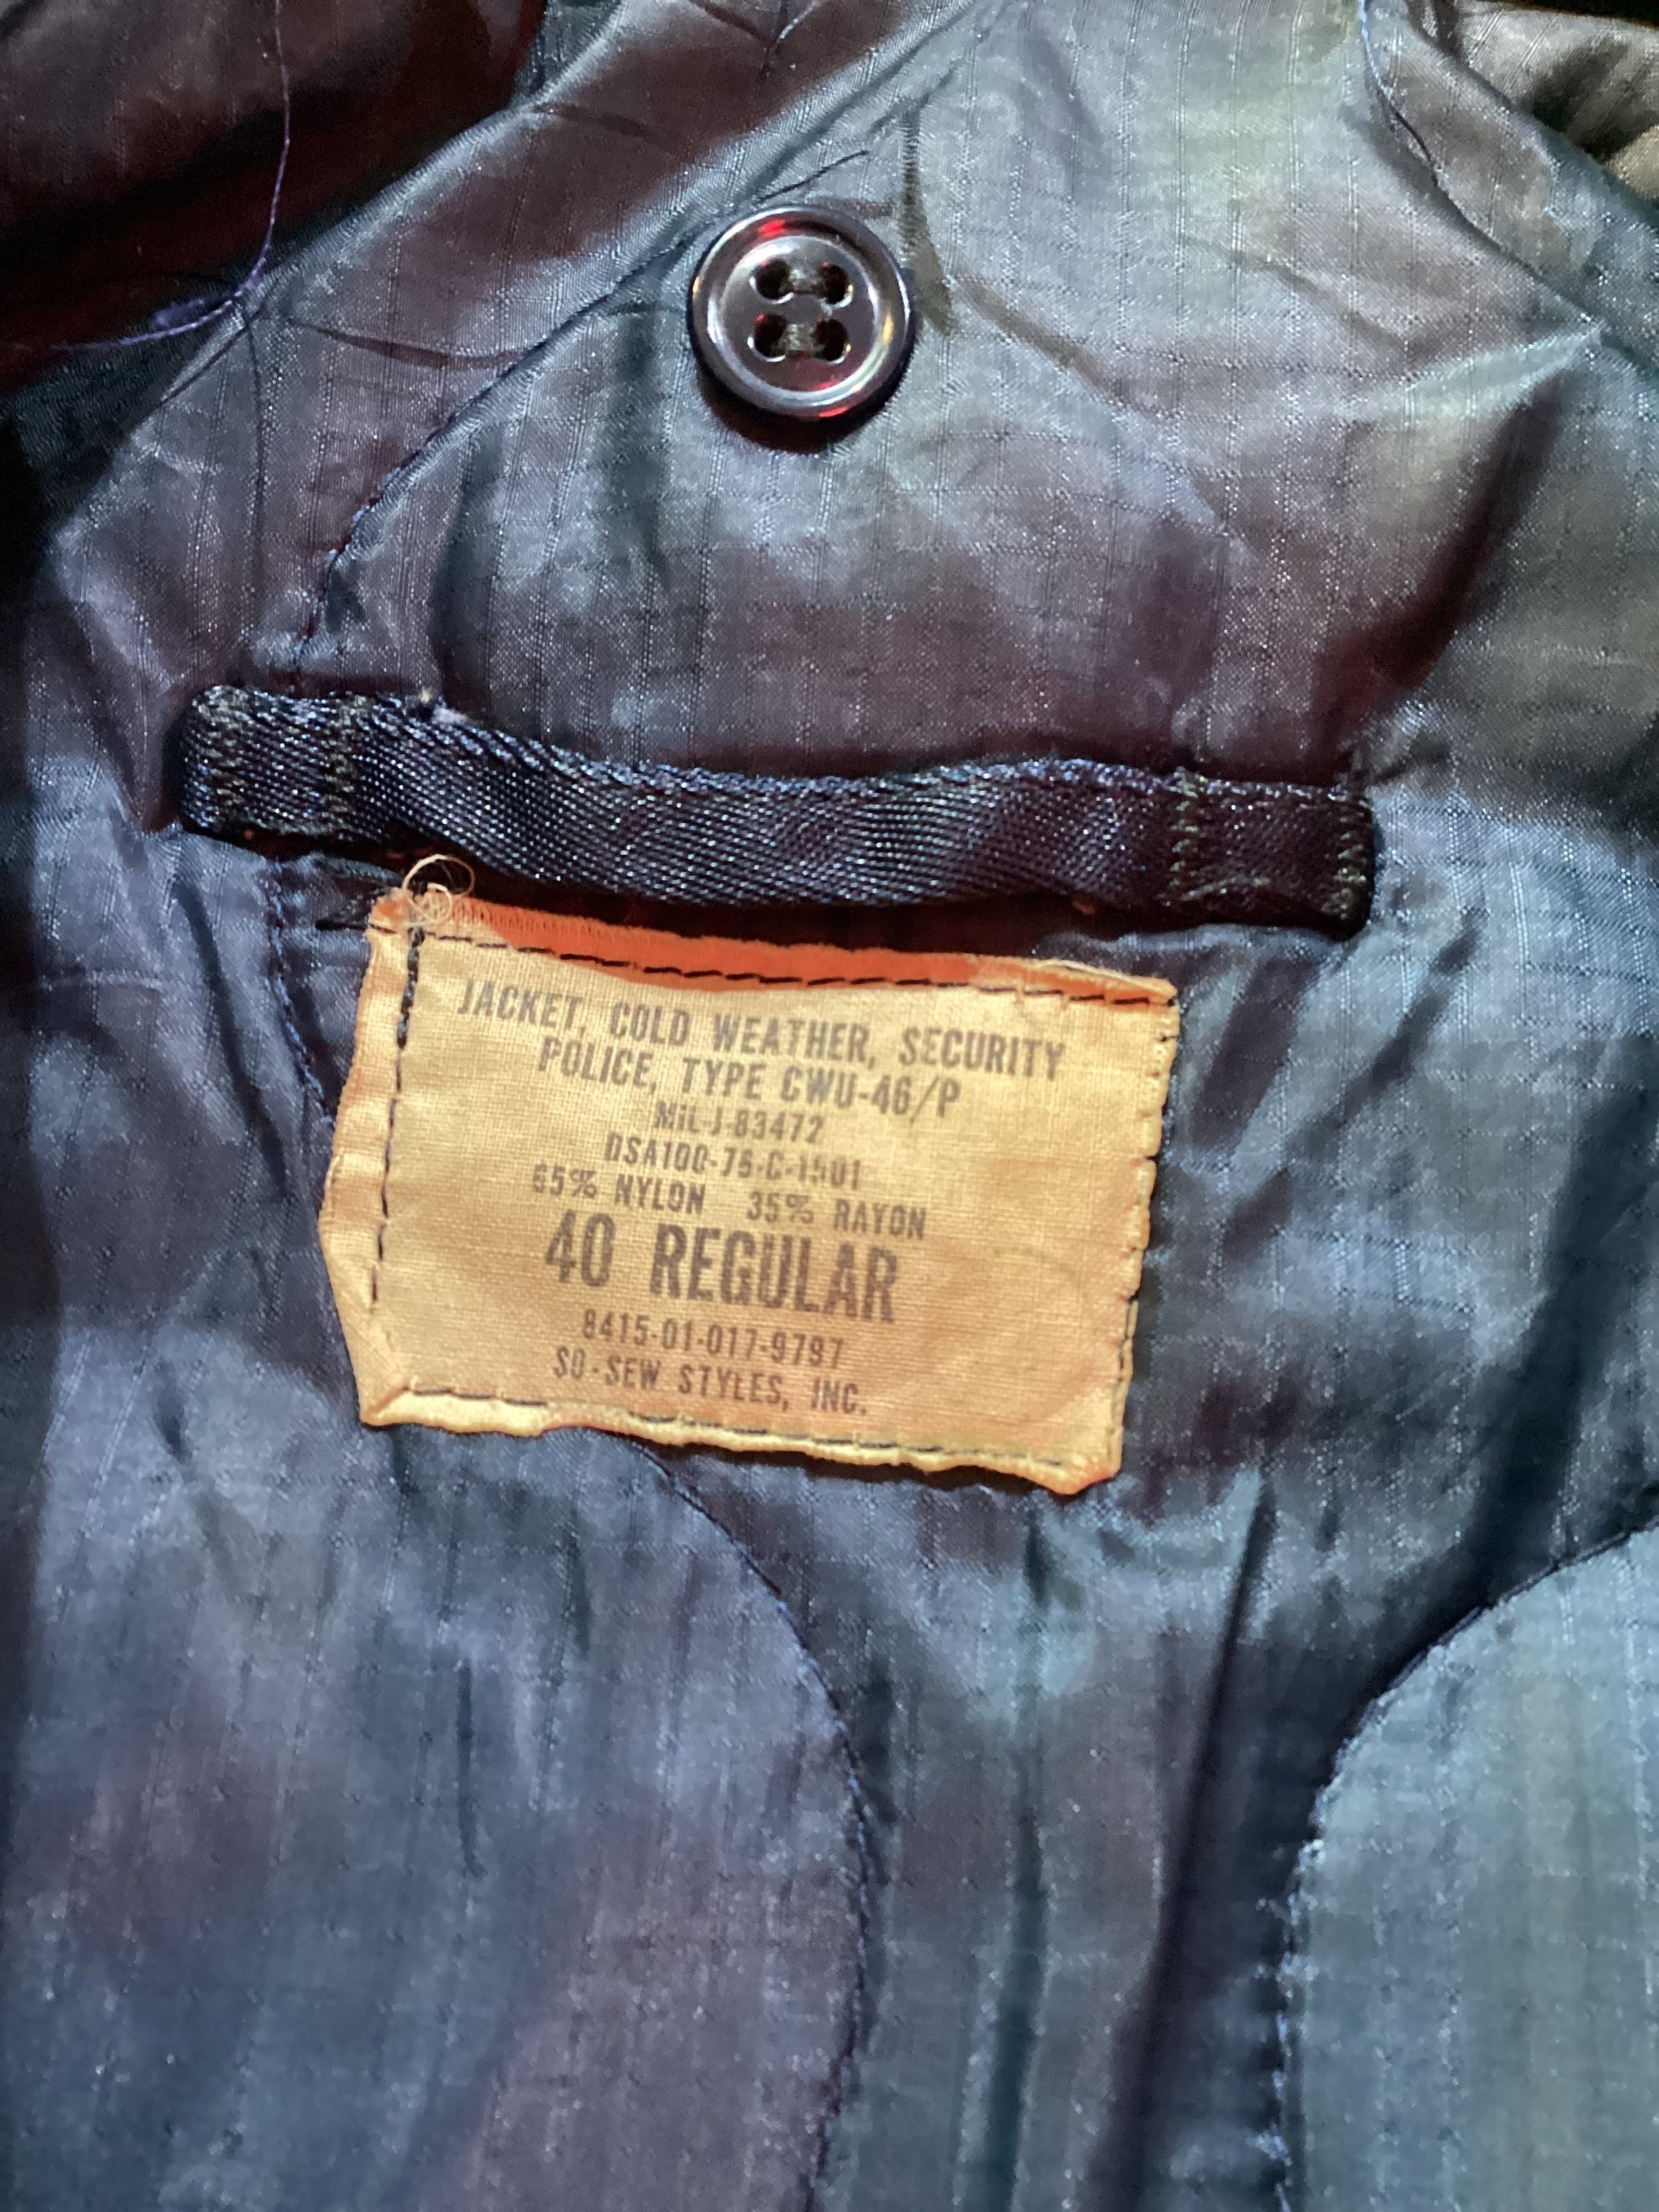 JACKET, COLD WEATHER, SECURITY
POLICE, TYPE CWU-46/P
MIL-J-83472
DSA100-76-C-1501
65% NYLON 35% RAYON
40 REGULAR
8415-01-017-9797
SO-SEW STYLES, INC.